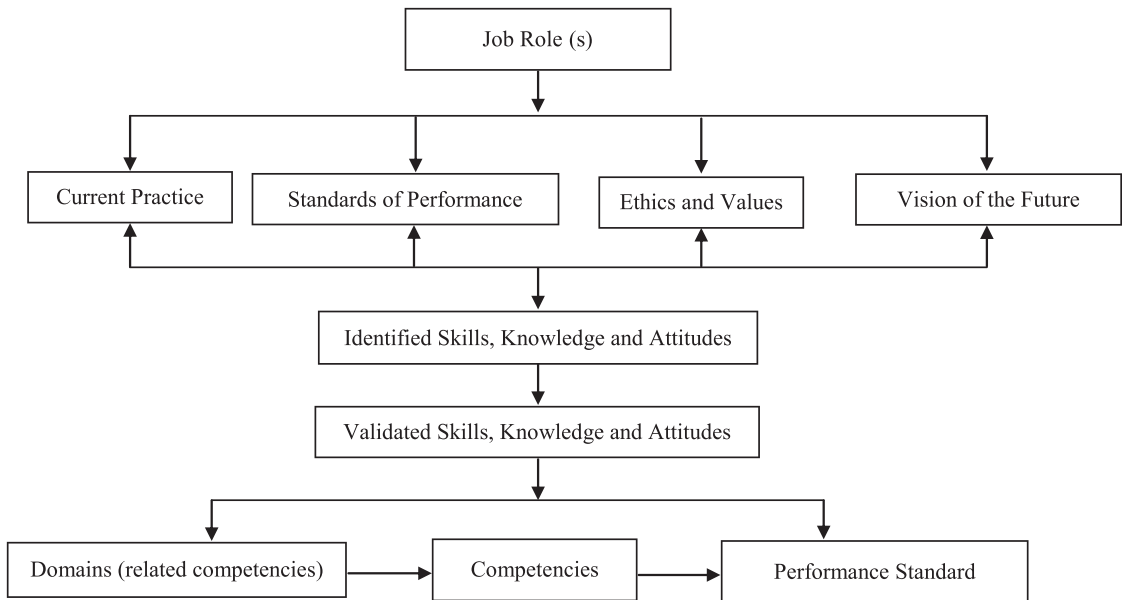 Job Role (s)
Current Practice
Standards of Performance
Ethics and Values
Vision of the Future
Identified Skills, Knowledge and Attitudes
Validated Skills, Knowledge and Attitudes
Domains (related competencies)
Competencies
Performance Standard